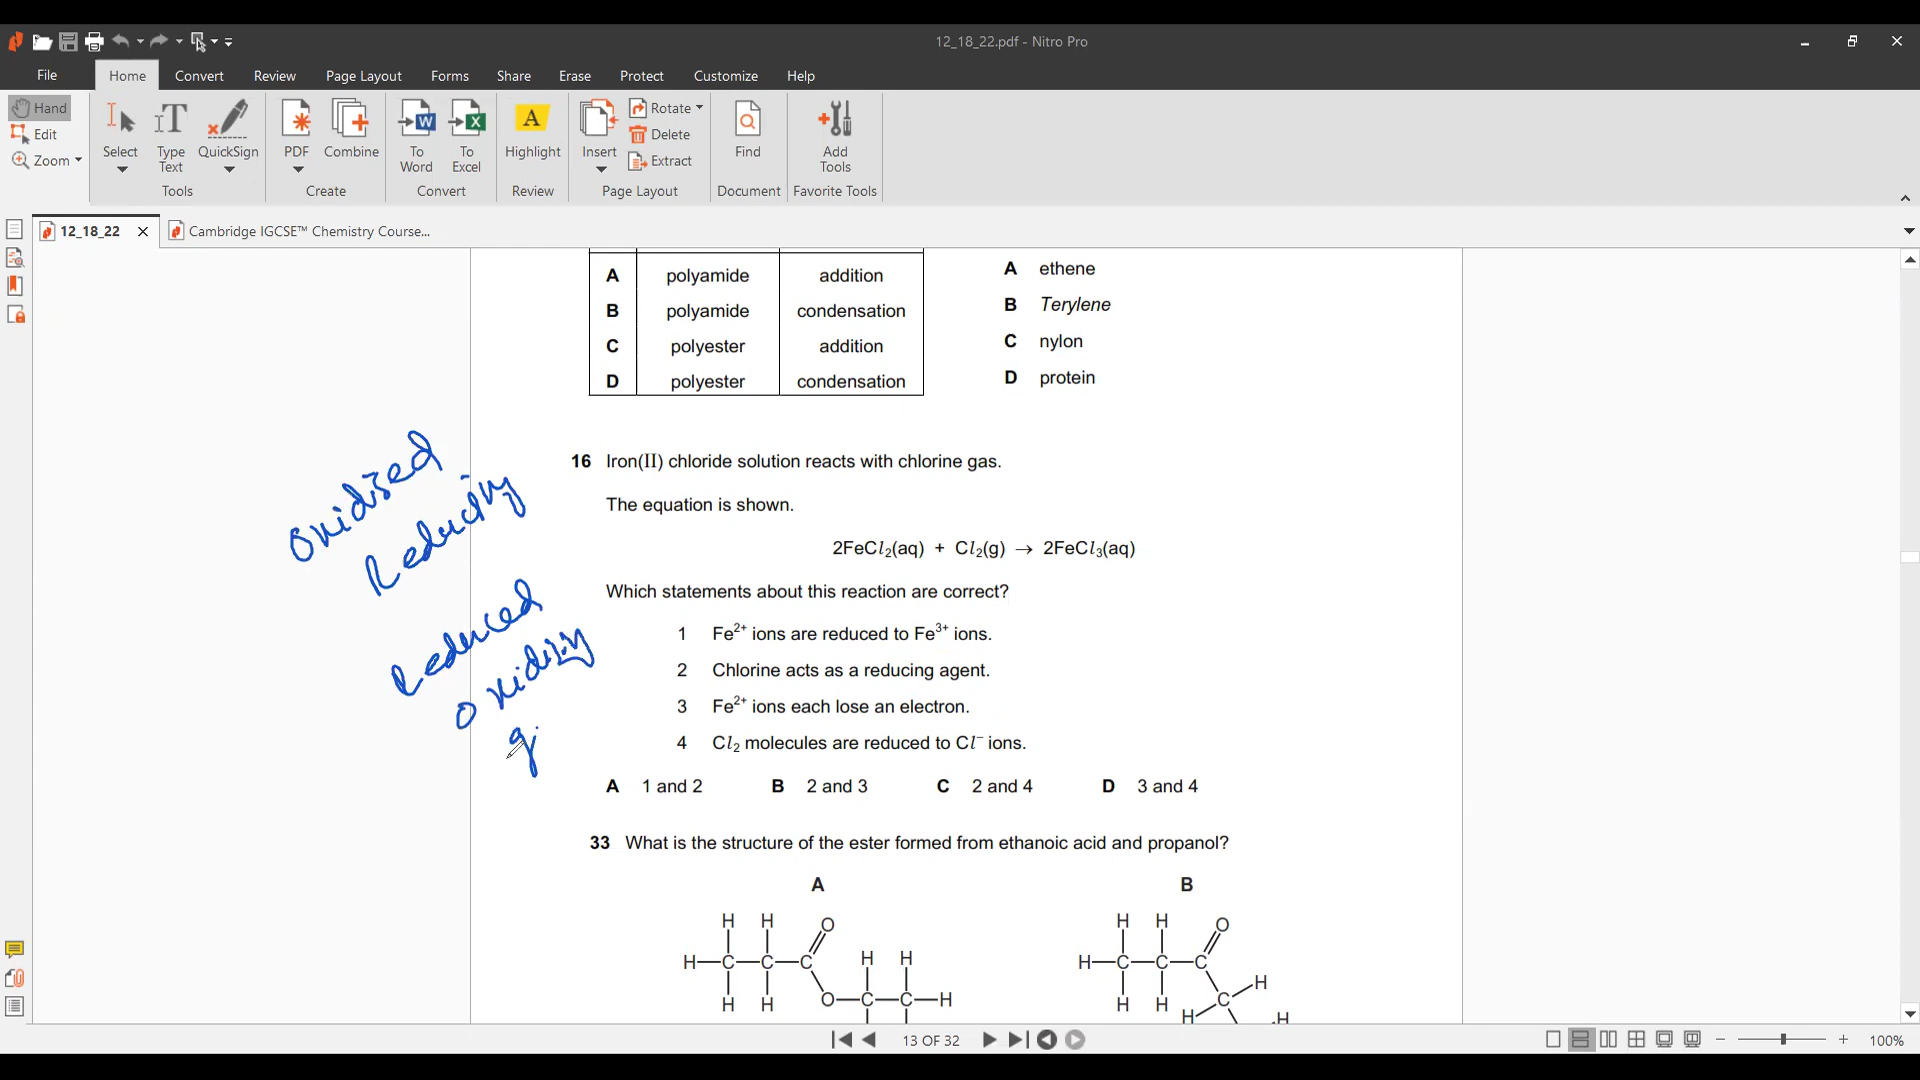 12_18_22.pdf - Nitro Pro
File Home Convert Review Page Layout Forms Share Erase Protect Customize Help
Hand
Edit
Zoom
Select
Type Text
QuickSign
Tools
PDF
Combine
Create
To Word
To Excel
Convert
Highlight
Review
Insert
Rotate
Delete
Extract
Page Layout
Find
Document
Add Tools
Favorite Tools
12_18_22
Cambridge IGCSE™ Chemistry Course...
A polyamide addition
B polyamide condensation
C polyester addition
D polyester condensation
A ethene
B Terylene
C nylon
D protein
oxidised
Reducing
Reduced
oxidizing
16 Iron(II) chloride solution reacts with chlorine gas.
The equation is shown.
2FeCl₂(aq) + Cl₂(g) → 2FeCl₃(aq)
Which statements about this reaction are correct?
1 Fe²⁺ ions are reduced to Fe³⁺ ions.
2 Chlorine acts as a reducing agent.
3 Fe²⁺ ions each lose an electron.
4 Cl₂ molecules are reduced to Cl⁻ ions.
A 1 and 2 B 2 and 3 C 2 and 4 D 3 and 4
33 What is the structure of the ester formed from ethanoic acid and propanol?
A
H H O
H C C C H H
H H O C C H
B
H H O
H C C C H
H H H C
H
13 OF 32
100%